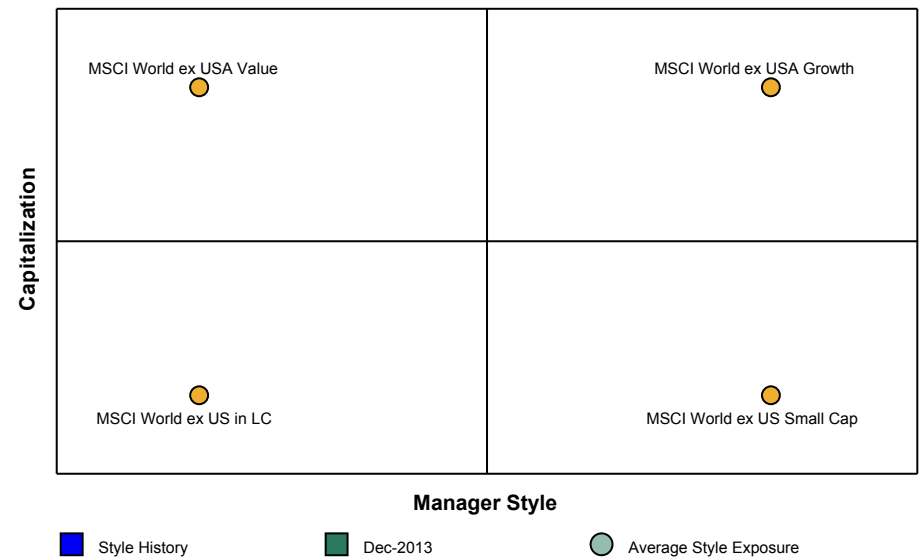 MSCI World ex USA Value
MSCI World ex USA Growth
Capitalization
MSCI World ex US in LC
MSCI World ex US Small Cap
Manager Style
Style History
Dec-2013
Average Style Exposure